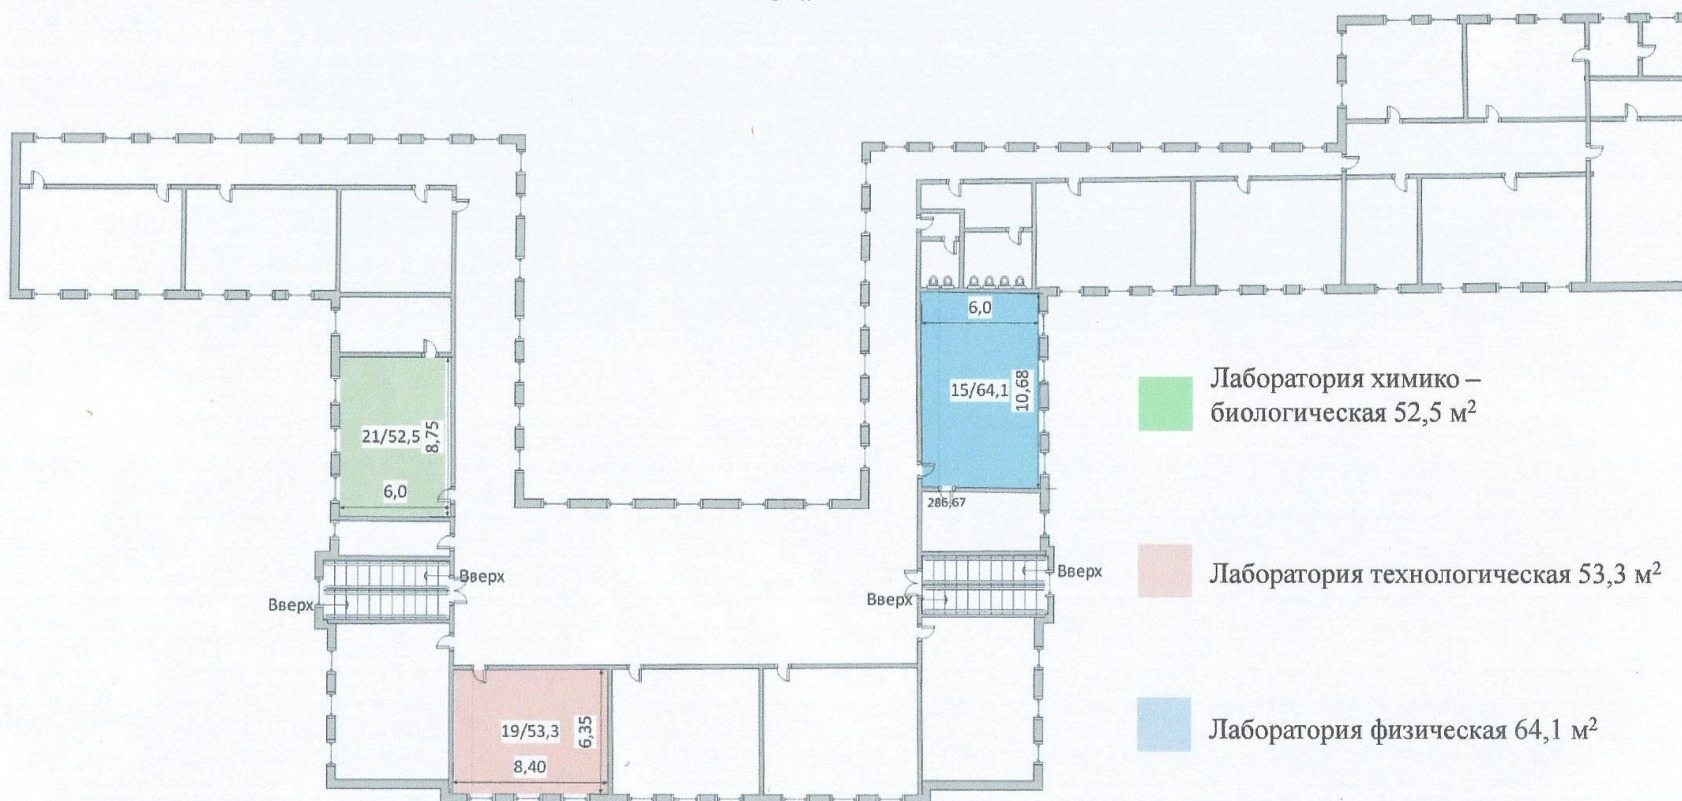 6,0
15/64,1
10,68
286,67
21/52,5
8,75
6,0
Вверх
Вверх
Вверх
Вверх
19/53,3
6,35
8,40
Лаборатория химико –
биологическая 52,5 м²
Лаборатория технологическая 53,3 м²
Лаборатория физическая 64,1 м²